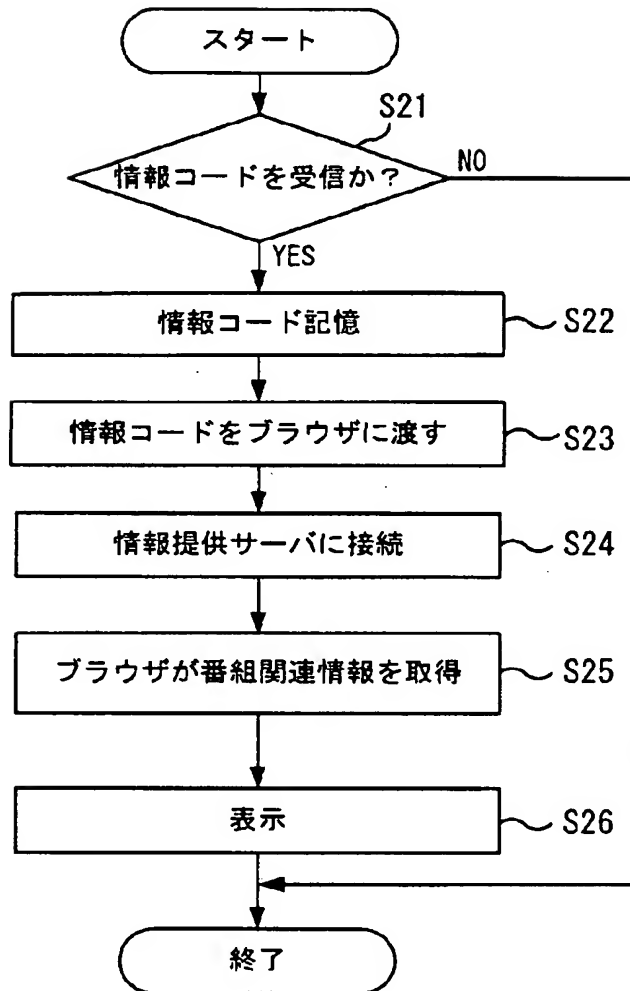 スタート
S21
情報コードを受信か？
NO
YES
情報コード記憶
S22
情報コードをブラウザに渡す
S23
情報提供サーバに接続
S24
ブラウザが番組関連情報を取得
S25
表示
S26
終了